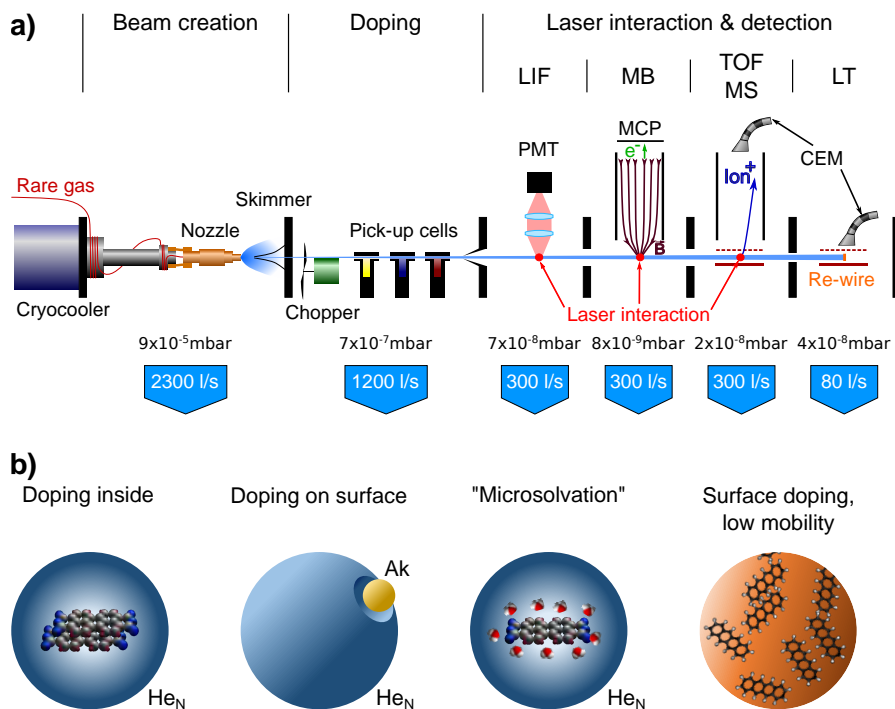 a)
Beam creation
Doping
Laser interaction & detection
LIF
MB
TOF
MS
LT
MCP
e⁻
PMT
Ion⁺
CEM
Rare gas
Skimmer
Nozzle
Pick-up cells
B
Cryocooler
Chopper
Laser interaction
Re-wire
9x10⁻⁵mbar
7x10⁻⁷mbar
7x10⁻⁸mbar
8x10⁻⁹mbar
2x10⁻⁸mbar
4x10⁻⁸mbar
2300 l/s
1200 l/s
300 l/s
300 l/s
300 l/s
80 l/s
b)
Doping inside
Doping on surface
"Microsolvation"
Surface doping,
low mobility
Ak
He_N
He_N
He_N